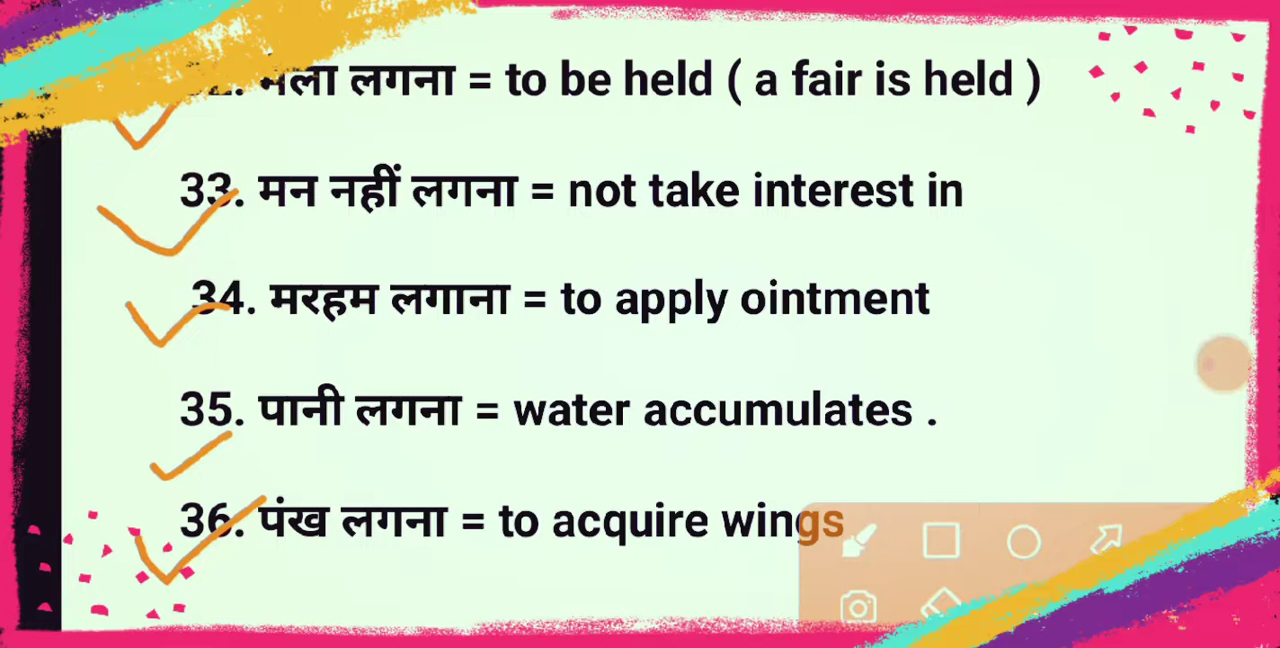 लगना = to be held ( a fair is held )
33. मन नहीं लगना = not take interest in
34. मरहम लगाना = to apply ointment
35. पानी लगना = water accumulates .
36. पंख लगना = to acquire wings